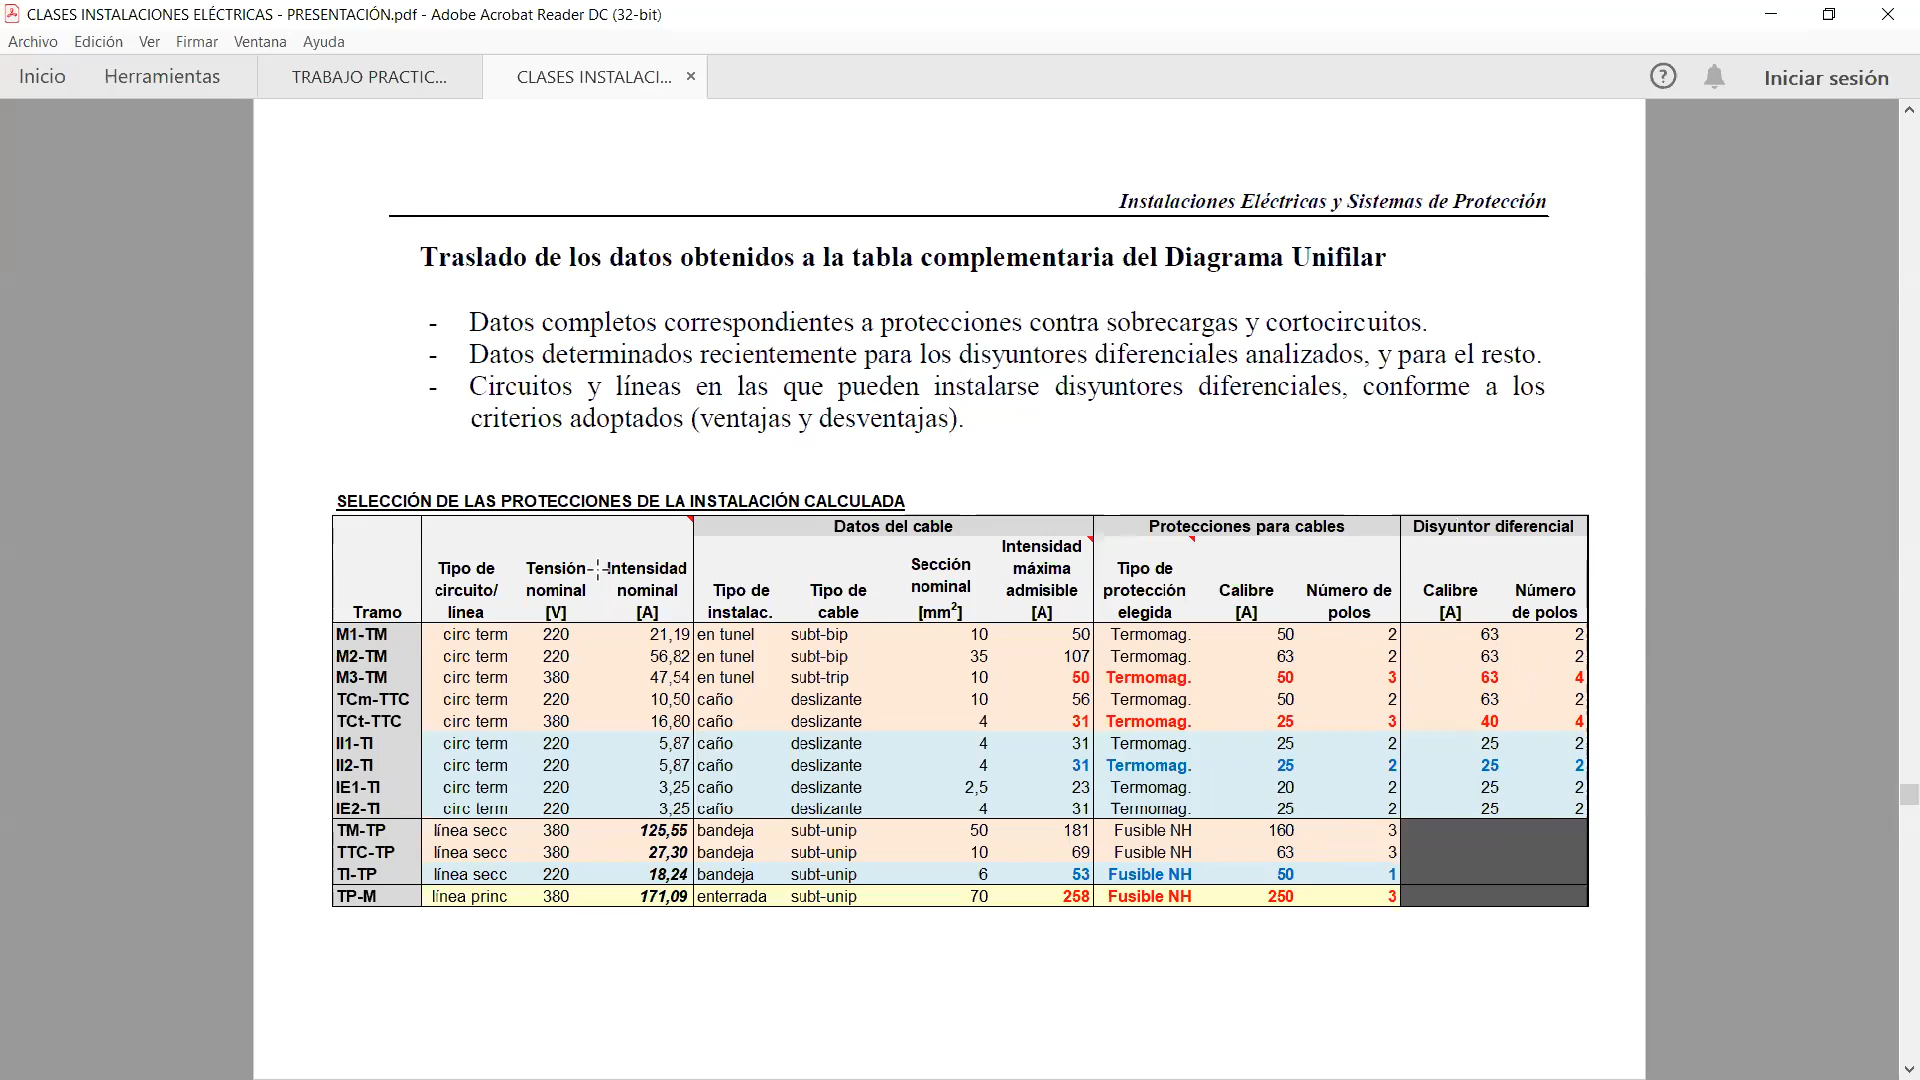 CLASES INSTALACIONES ELÉCTRICAS - PRESENTACIÓN.pdf - Adobe Acrobat Reader DC (32-bit)
Archivo Edición Ver Firmar Ventana Ayuda
Inicio Herramientas TRABAJO PRACTIC... CLASES INSTALACI... × ? Iniciar sesión
Instalaciones Eléctricas y Sistemas de Protección
Traslado de los datos obtenidos a la tabla complementaria del Diagrama Unifilar
- Datos completos correspondientes a protecciones contra sobrecargas y cortocircuitos.
- Datos determinados recientemente para los disyuntores diferenciales analizados, y para el resto.
- Circuitos y líneas en las que pueden instalarse disyuntores diferenciales, conforme a los
criterios adoptados (ventajas y desventajas).
SELECCIÓN DE LAS PROTECCIONES DE LA INSTALACIÓN CALCULADA
Datos del cable Protecciones para cables Disyuntor diferencial
Tramo Tipo de circuito/ línea Tensión nominal [V] Intensidad nominal [A] Tipo de instalac. Tipo de cable Sección nominal [mm²] Intensidad máxima admisible [A] Tipo de protección elegida Calibre [A] Número de polos Calibre [A] Número de polos
M1-TM circ term 220 21,19 en tunel subt-bip 10 50 Termomag. 50 2 63 2
M2-TM circ term 220 56,82 en tunel subt-bip 35 107 Termomag. 63 2 63 2
M3-TM circ term 380 47,54 en tunel subt-trip 10 50 Termomag. 50 3 63 4
TCm-TTC circ term 220 10,50 caño deslizante 10 56 Termomag. 50 2 63 2
TCt-TTC circ term 380 16,80 caño deslizante 4 31 Termomag. 25 3 40 4
II1-TI circ term 220 5,87 caño deslizante 4 31 Termomag. 25 2 25 2
II2-TI circ term 220 5,87 caño deslizante 4 31 Termomag. 25 2 25 2
IE1-TI circ term 220 3,25 caño deslizante 2,5 23 Termomag. 20 2 25 2
IE2-TI circ term 220 3,25 caño deslizante 4 31 Termomag. 25 2 25 2
TM-TP línea secc 380 125,55 bandeja subt-unip 50 181 Fusible NH 160 3
TTC-TP línea secc 380 27,30 bandeja subt-unip 10 69 Fusible NH 63 3
TI-TP línea secc 220 18,24 bandeja subt-unip 6 53 Fusible NH 50 1
TP-M línea princ 380 171,09 enterrada subt-unip 70 258 Fusible NH 250 3